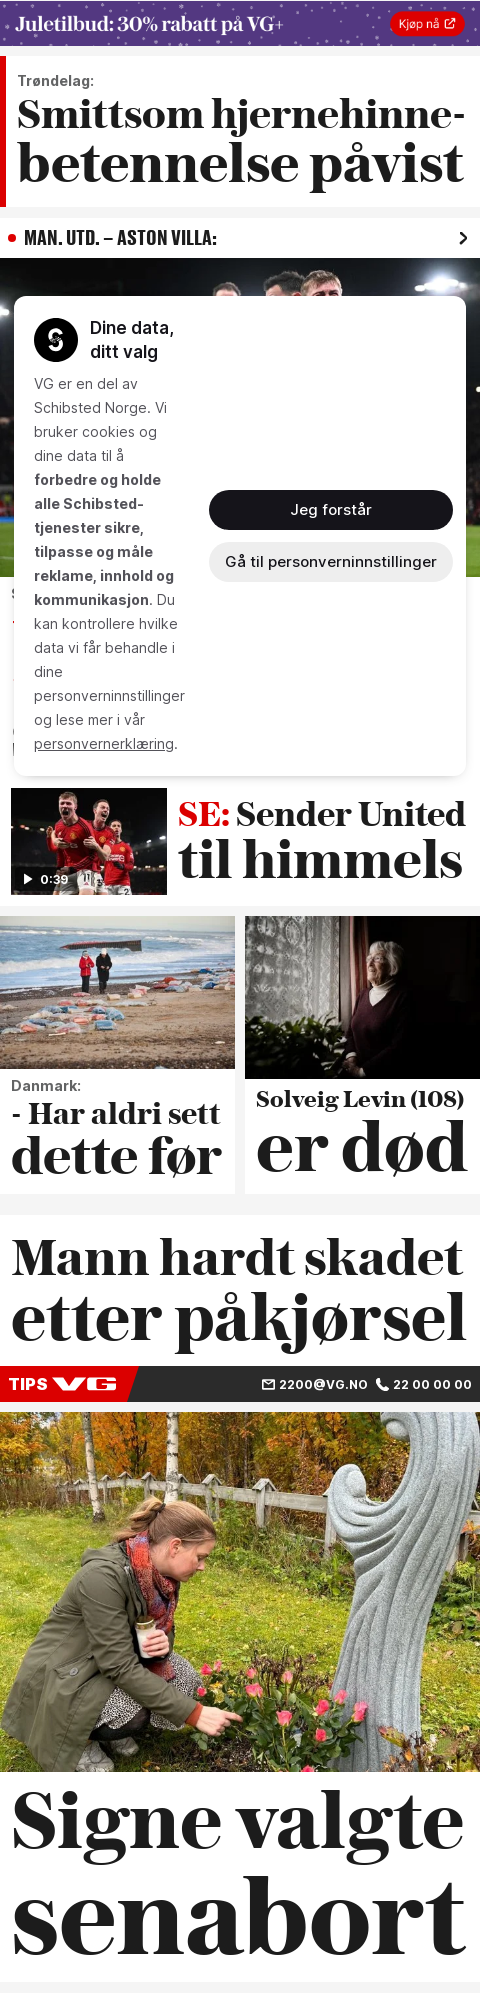 Juletilbud: 30% rabatt på VG+
Kjøp nå
Trøndelag:
Smittsom hjernehinne-
betennelse påvist
MAN. UTD. – ASTON VILLA:
Dine data,
ditt valg
VG er en del av
Schibsted Norge. Vi
bruker cookies og
dine data til å
forbedre og holde
alle Schibsted-
tjenester sikre,
tilpasse og måle
reklame, innhold og
kommunikasjon. Du
kan kontrollere hvilke
data vi får behandle i
dine
personverninnstillinger
og lese mer i vår
personvernerklæring.
Jeg forstår
Gå til personverninnstillinger
0:39
SE: Sender United
til himmels
Danmark:
- Har aldri sett
dette før
Solveig Levin (108)
er død
Mann hardt skadet
etter påkjørsel
TIPS VG
2200@VG.NO
22 00 00 00
Signe valgte
senabort